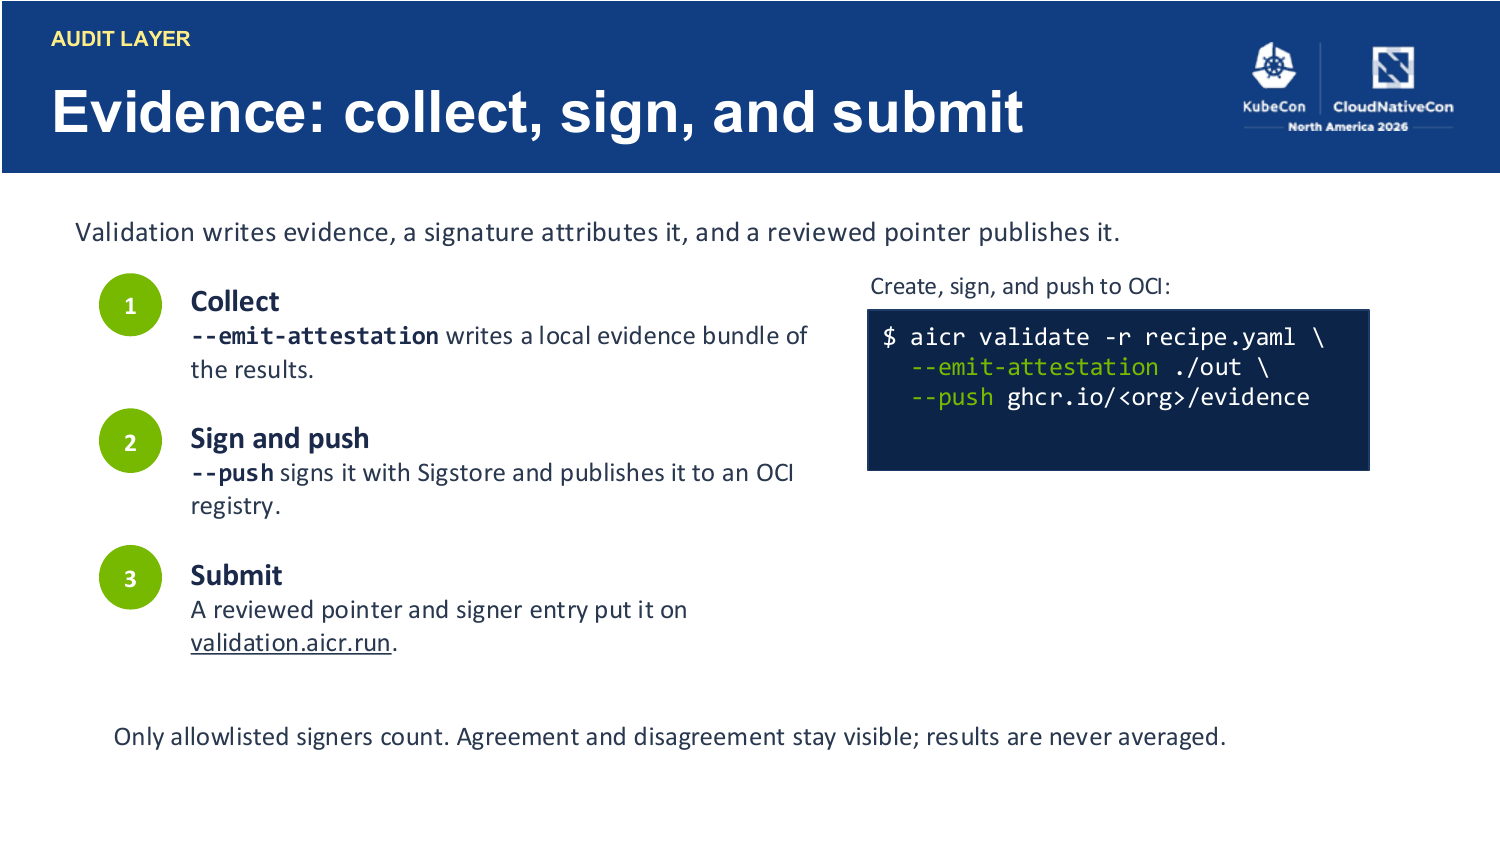 AUDIT LAYER
Evidence: collect, sign, and submit
KubeCon
CloudNativeCon
North America 2026
Validation writes evidence, a signature attributes it, and a reviewed pointer publishes it.
1
Collect
--emit-attestation writes a local evidence bundle of
the results.
2
Sign and push
--push signs it with Sigstore and publishes it to an OCI
registry.
3
Submit
A reviewed pointer and signer entry put it on
validation.aicr.run.
Create, sign, and push to OCI:
$ aicr validate -r recipe.yaml \
--emit-attestation ./out \
--push ghcr.io/<org>/evidence
Only allowlisted signers count. Agreement and disagreement stay visible; results are never averaged.